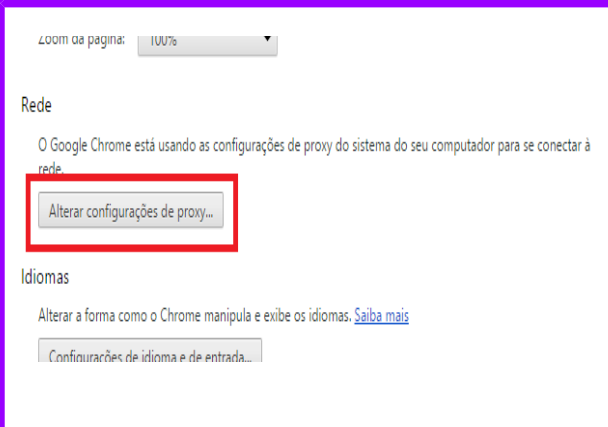 Zoom da página: 100%
Rede
O Google Chrome está usando as configurações de proxy do sistema do seu computador para se conectar à
rede.
Alterar configurações de proxy...
Idiomas
Alterar a forma como o Chrome manipula e exibe os idiomas. Saiba mais
Configurações de idioma e de entrada...